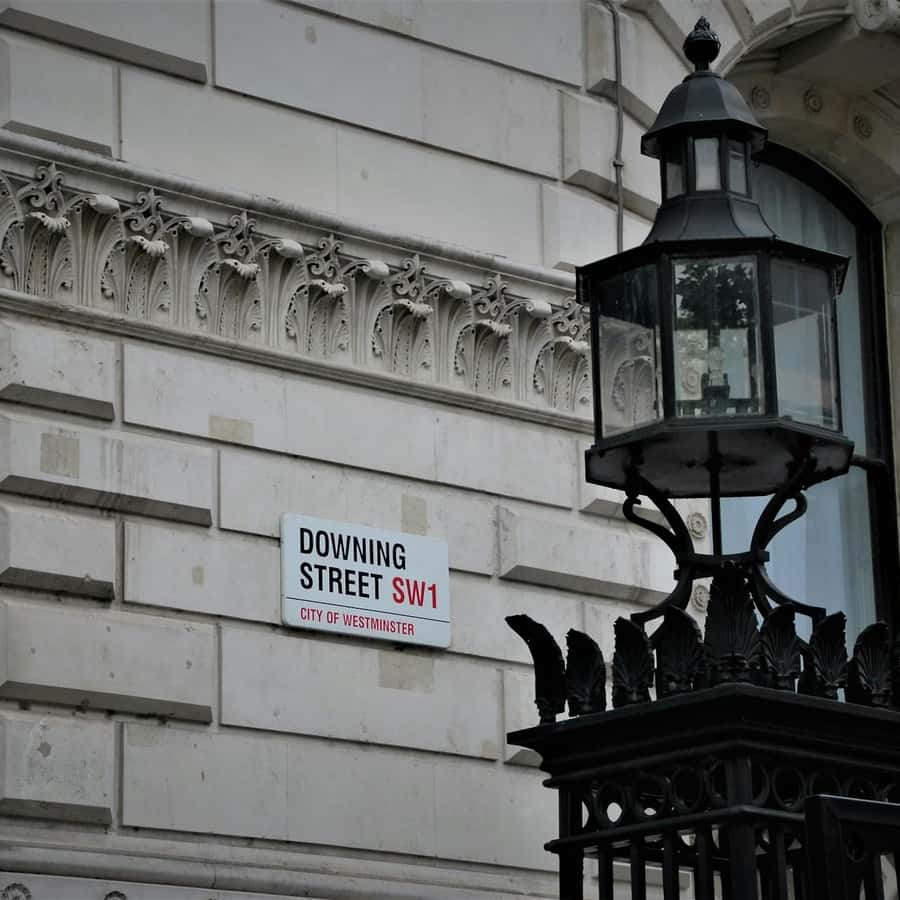 DOWNING
STREET SW1
CITY OF WESTMINSTER